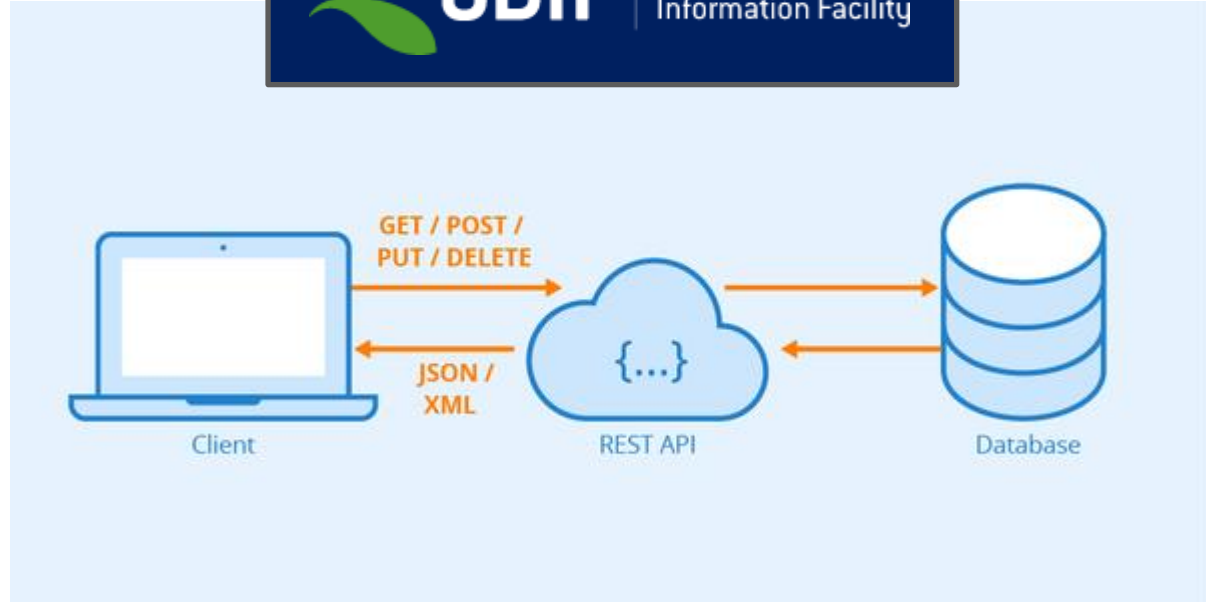 Information Facility
GET / POST /
PUT / DELETE
{...}
JSON /
XML
Client
REST API
Database